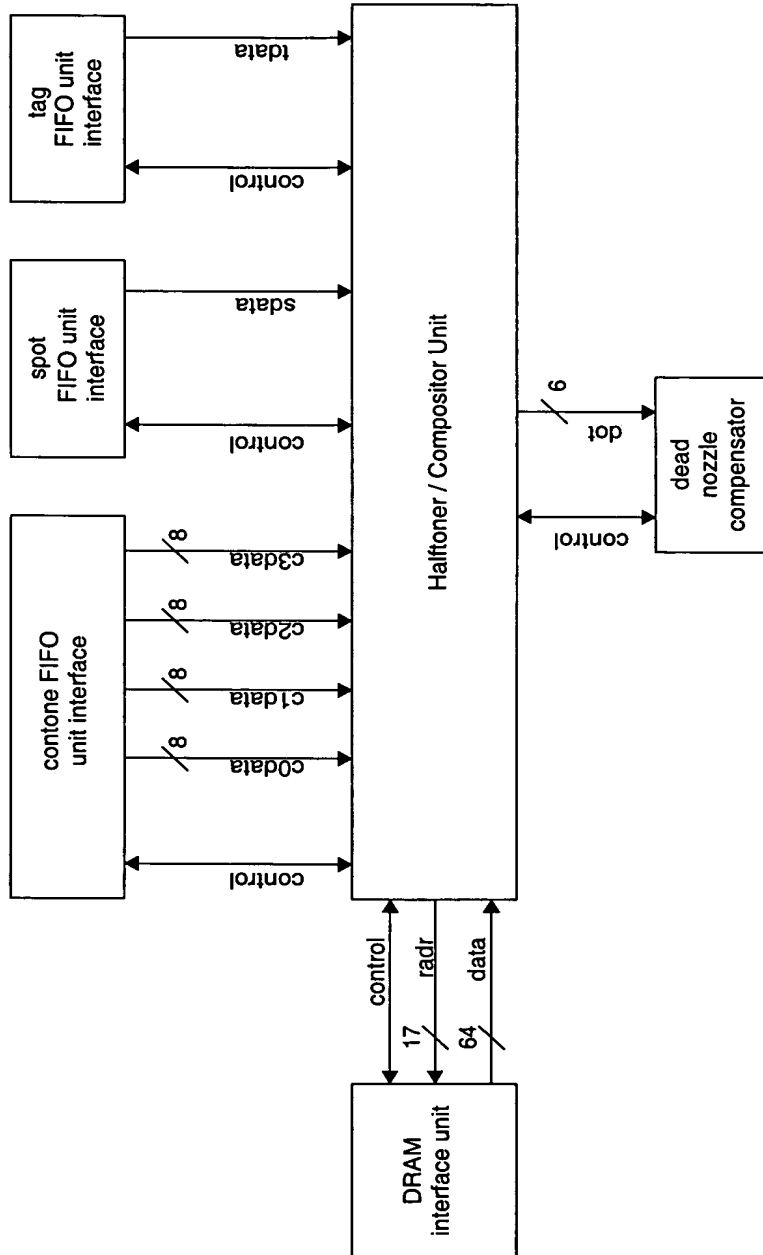 tag
FIFO unit
interface
tdata
control
spot
FIFO unit
interface
sdata
control
contone FIFO
unit interface
8
c3data
8
c2data
8
c1data
8
c0data
control
Halftoner / Compositor Unit
control
radr
17
data
64
DRAM
interface unit
6
dot
control
dead
nozzle
compensator